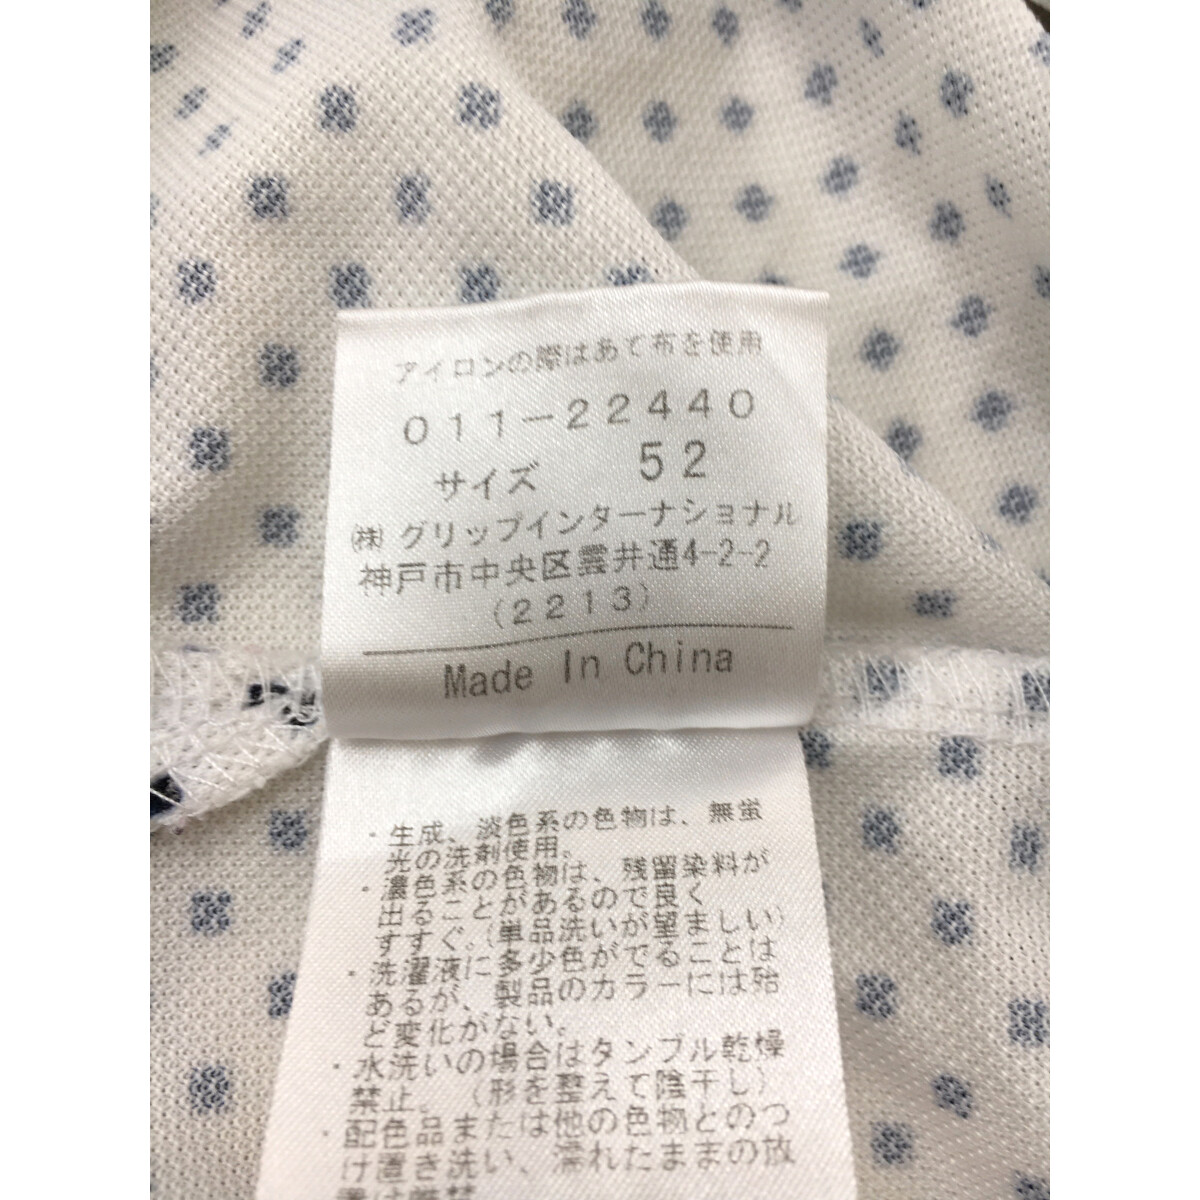 アイロンの際はあて布を使用
011-22440
サイズ 52
㈱ グリップインターナショナル
神戸市中央区雲井通4-2-2
(2213)
Made In China
・生成、淡色系の色物は、無蛍
光の洗剤使用。
・濃色系の色物は、残留染料が
出ることがあるので良く
すすぐ。(単品洗いが望ましい)
・洗濯液に多少色がでることは
あるが、製品のカラーには殆
ど変化がない。
・水洗いの場合はタンブル乾燥
禁止。 (形を整えて陰干し)
・配色品または他の色物とのつ
け置き洗い、濡れたままの放